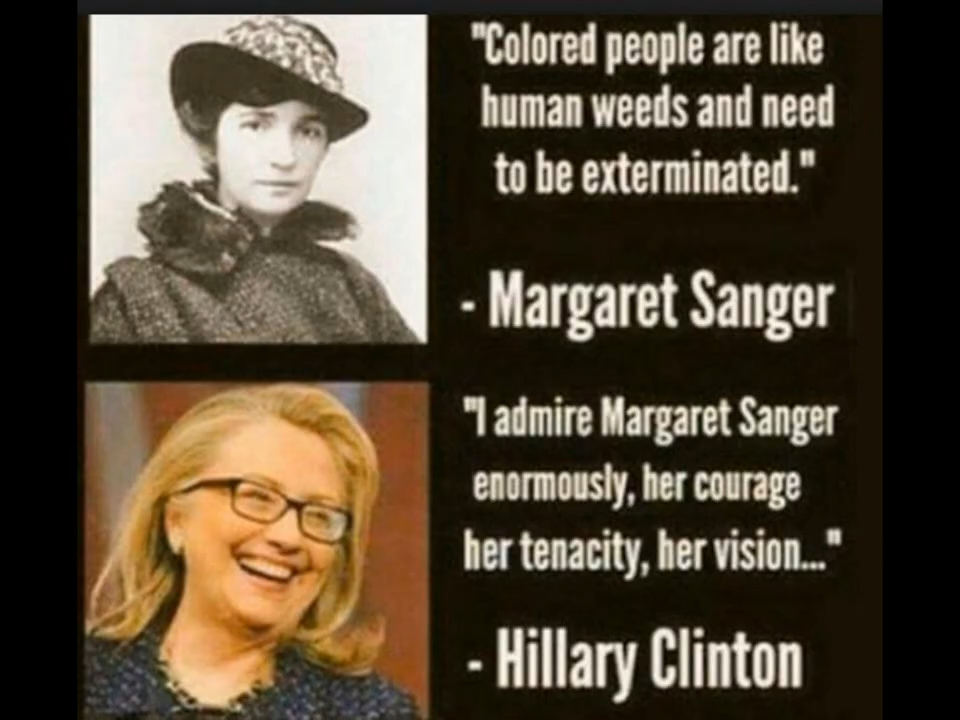 "Colored people are like
human weeds and need
to be exterminated."
- Margaret Sanger
"I admire Margaret Sanger
enormously, her courage
her tenacity, her vision..."
- Hillary Clinton